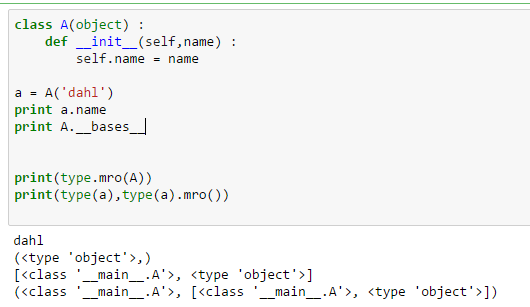 class A(object) :
    def __init__(self,name) :
        self.name = name
a = A('dahl')
print a.name
print A.__bases__
print(type.mro(A))
print(type(a),type(a).mro())
dahl
(<type 'object'>,)
[<class '__main__.A'>, <type 'object'>]
(<class '__main__.A'>, [<class '__main__.A'>, <type 'object'>])